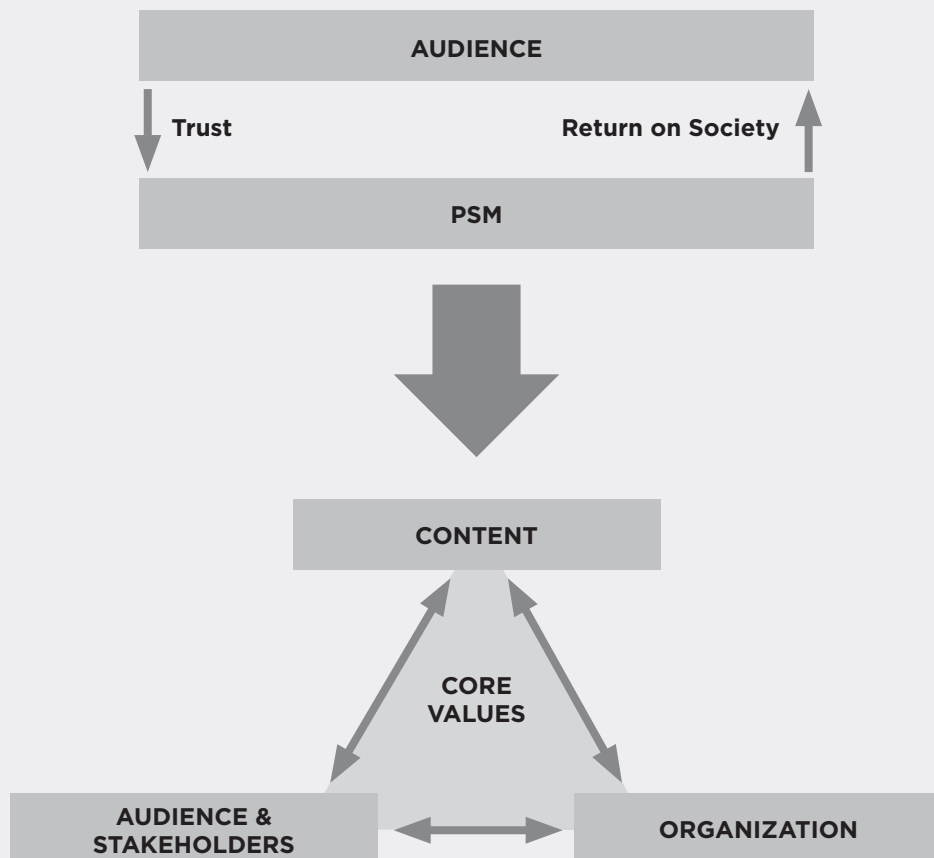 AUDIENCE
Trust
Return on Society
PSM
CONTENT
CORE
VALUES
AUDIENCE &
STAKEHOLDERS
ORGANIZATION